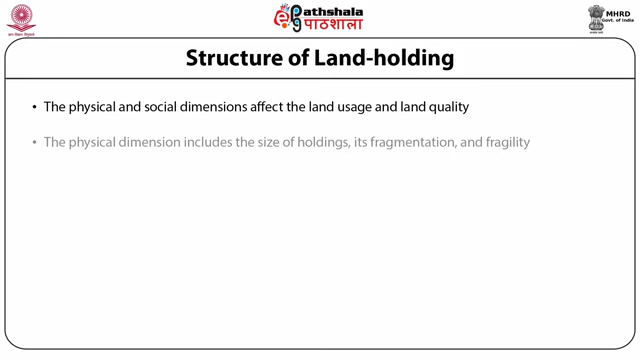 ePathshala
पाठशाला
MHRD
Govt. of India
Structure of Land-holding
• The physical and social dimensions affect the land usage and land quality
• The physical dimension includes the size of holdings, its fragmentation, and fragility